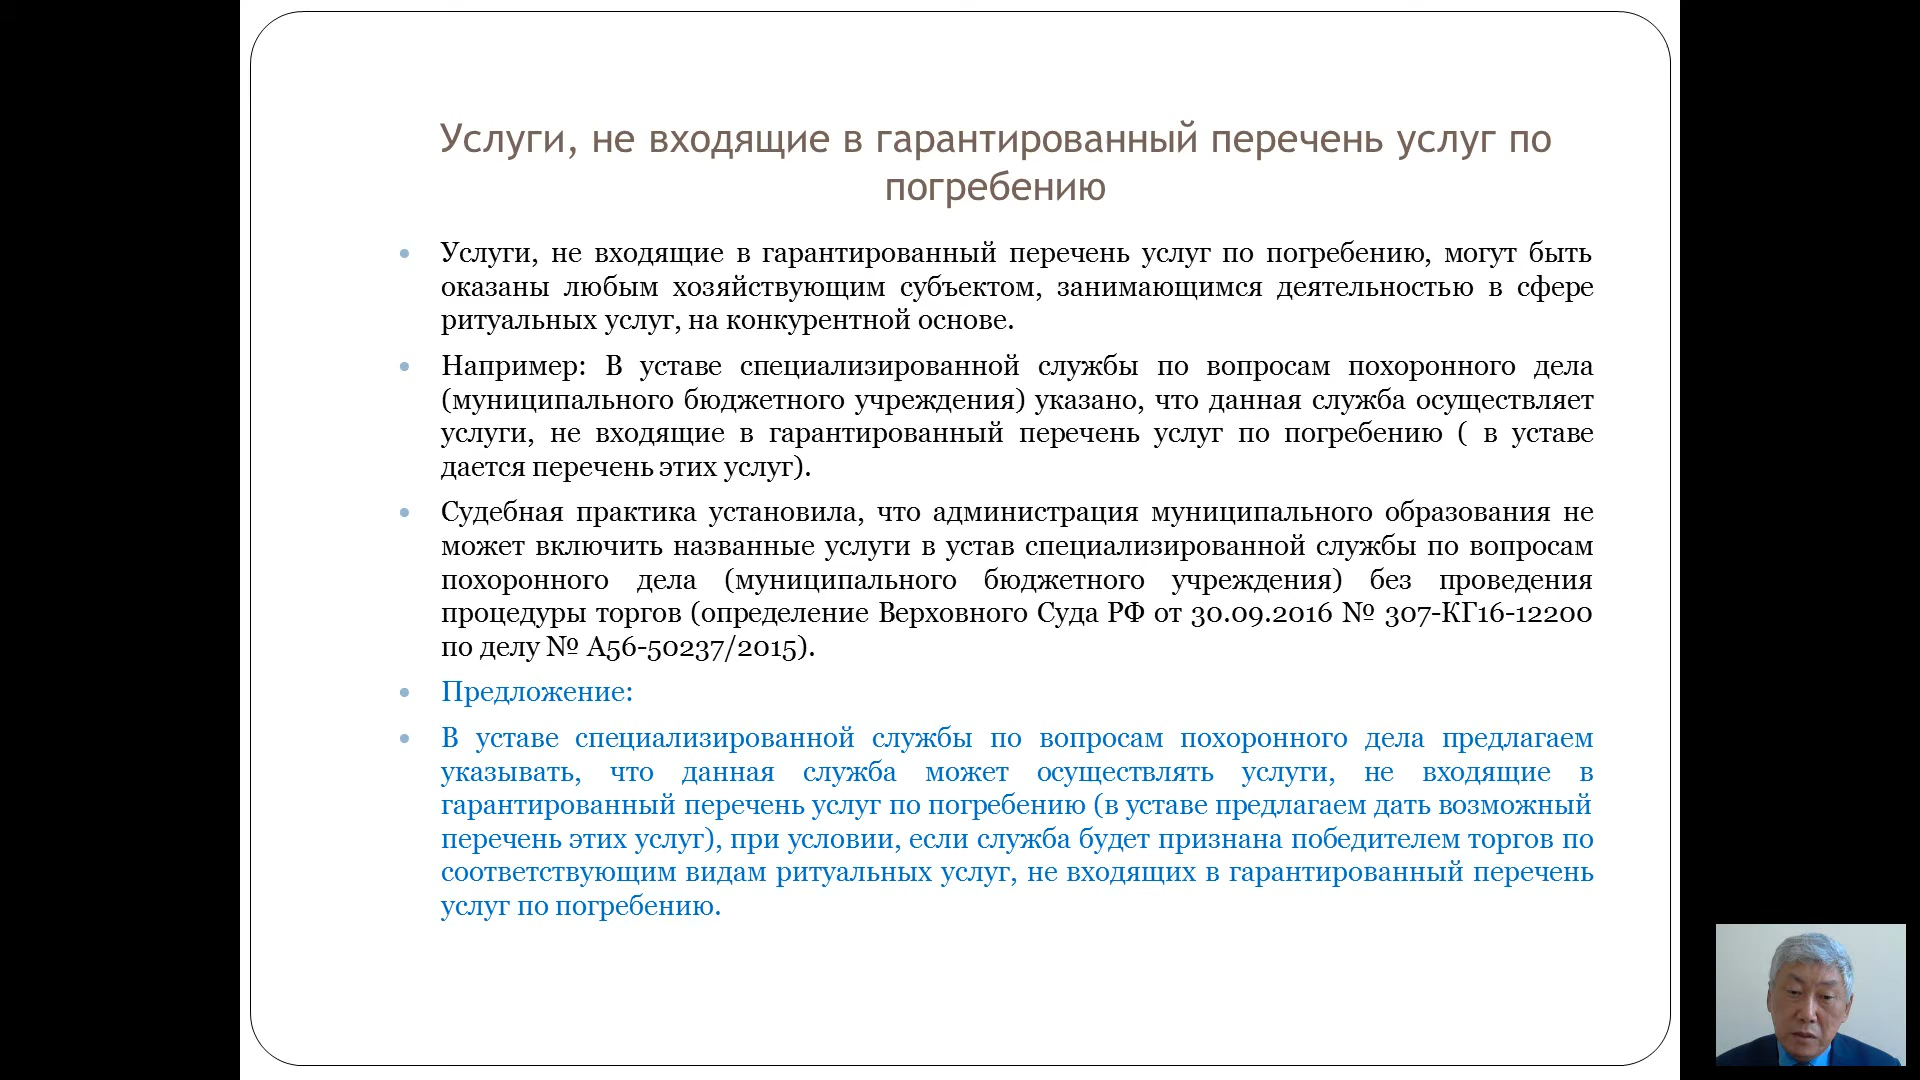 Услуги, не входящие в гарантированный перечень услуг по
погребению
Услуги, не входящие в гарантированный перечень услуг по погребению, могут быть
оказаны любым хозяйствующим субъектом, занимающимся деятельностью в сфере
ритуальных услуг, на конкурентной основе.
Например: В уставе специализированной службы по вопросам похоронного дела
(муниципального бюджетного учреждения) указано, что данная служба осуществляет
услуги, не входящие в гарантированный перечень услуг по погребению ( в уставе
дается перечень этих услуг).
Судебная практика установила, что администрация муниципального образования не
может включить названные услуги в устав специализированной службы по вопросам
похоронного дела (муниципального бюджетного учреждения) без проведения
процедуры торгов (определение Верховного Суда РФ от 30.09.2016 № 307-КГ16-12200
по делу № А56-50237/2015).
Предложение:
В уставе специализированной службы по вопросам похоронного дела предлагаем
указывать, что данная служба может осуществлять услуги, не входящие в
гарантированный перечень услуг по погребению (в уставе предлагаем дать возможный
перечень этих услуг), при условии, если служба будет признана победителем торгов по
соответствующим видам ритуальных услуг, не входящих в гарантированный перечень
услуг по погребению.